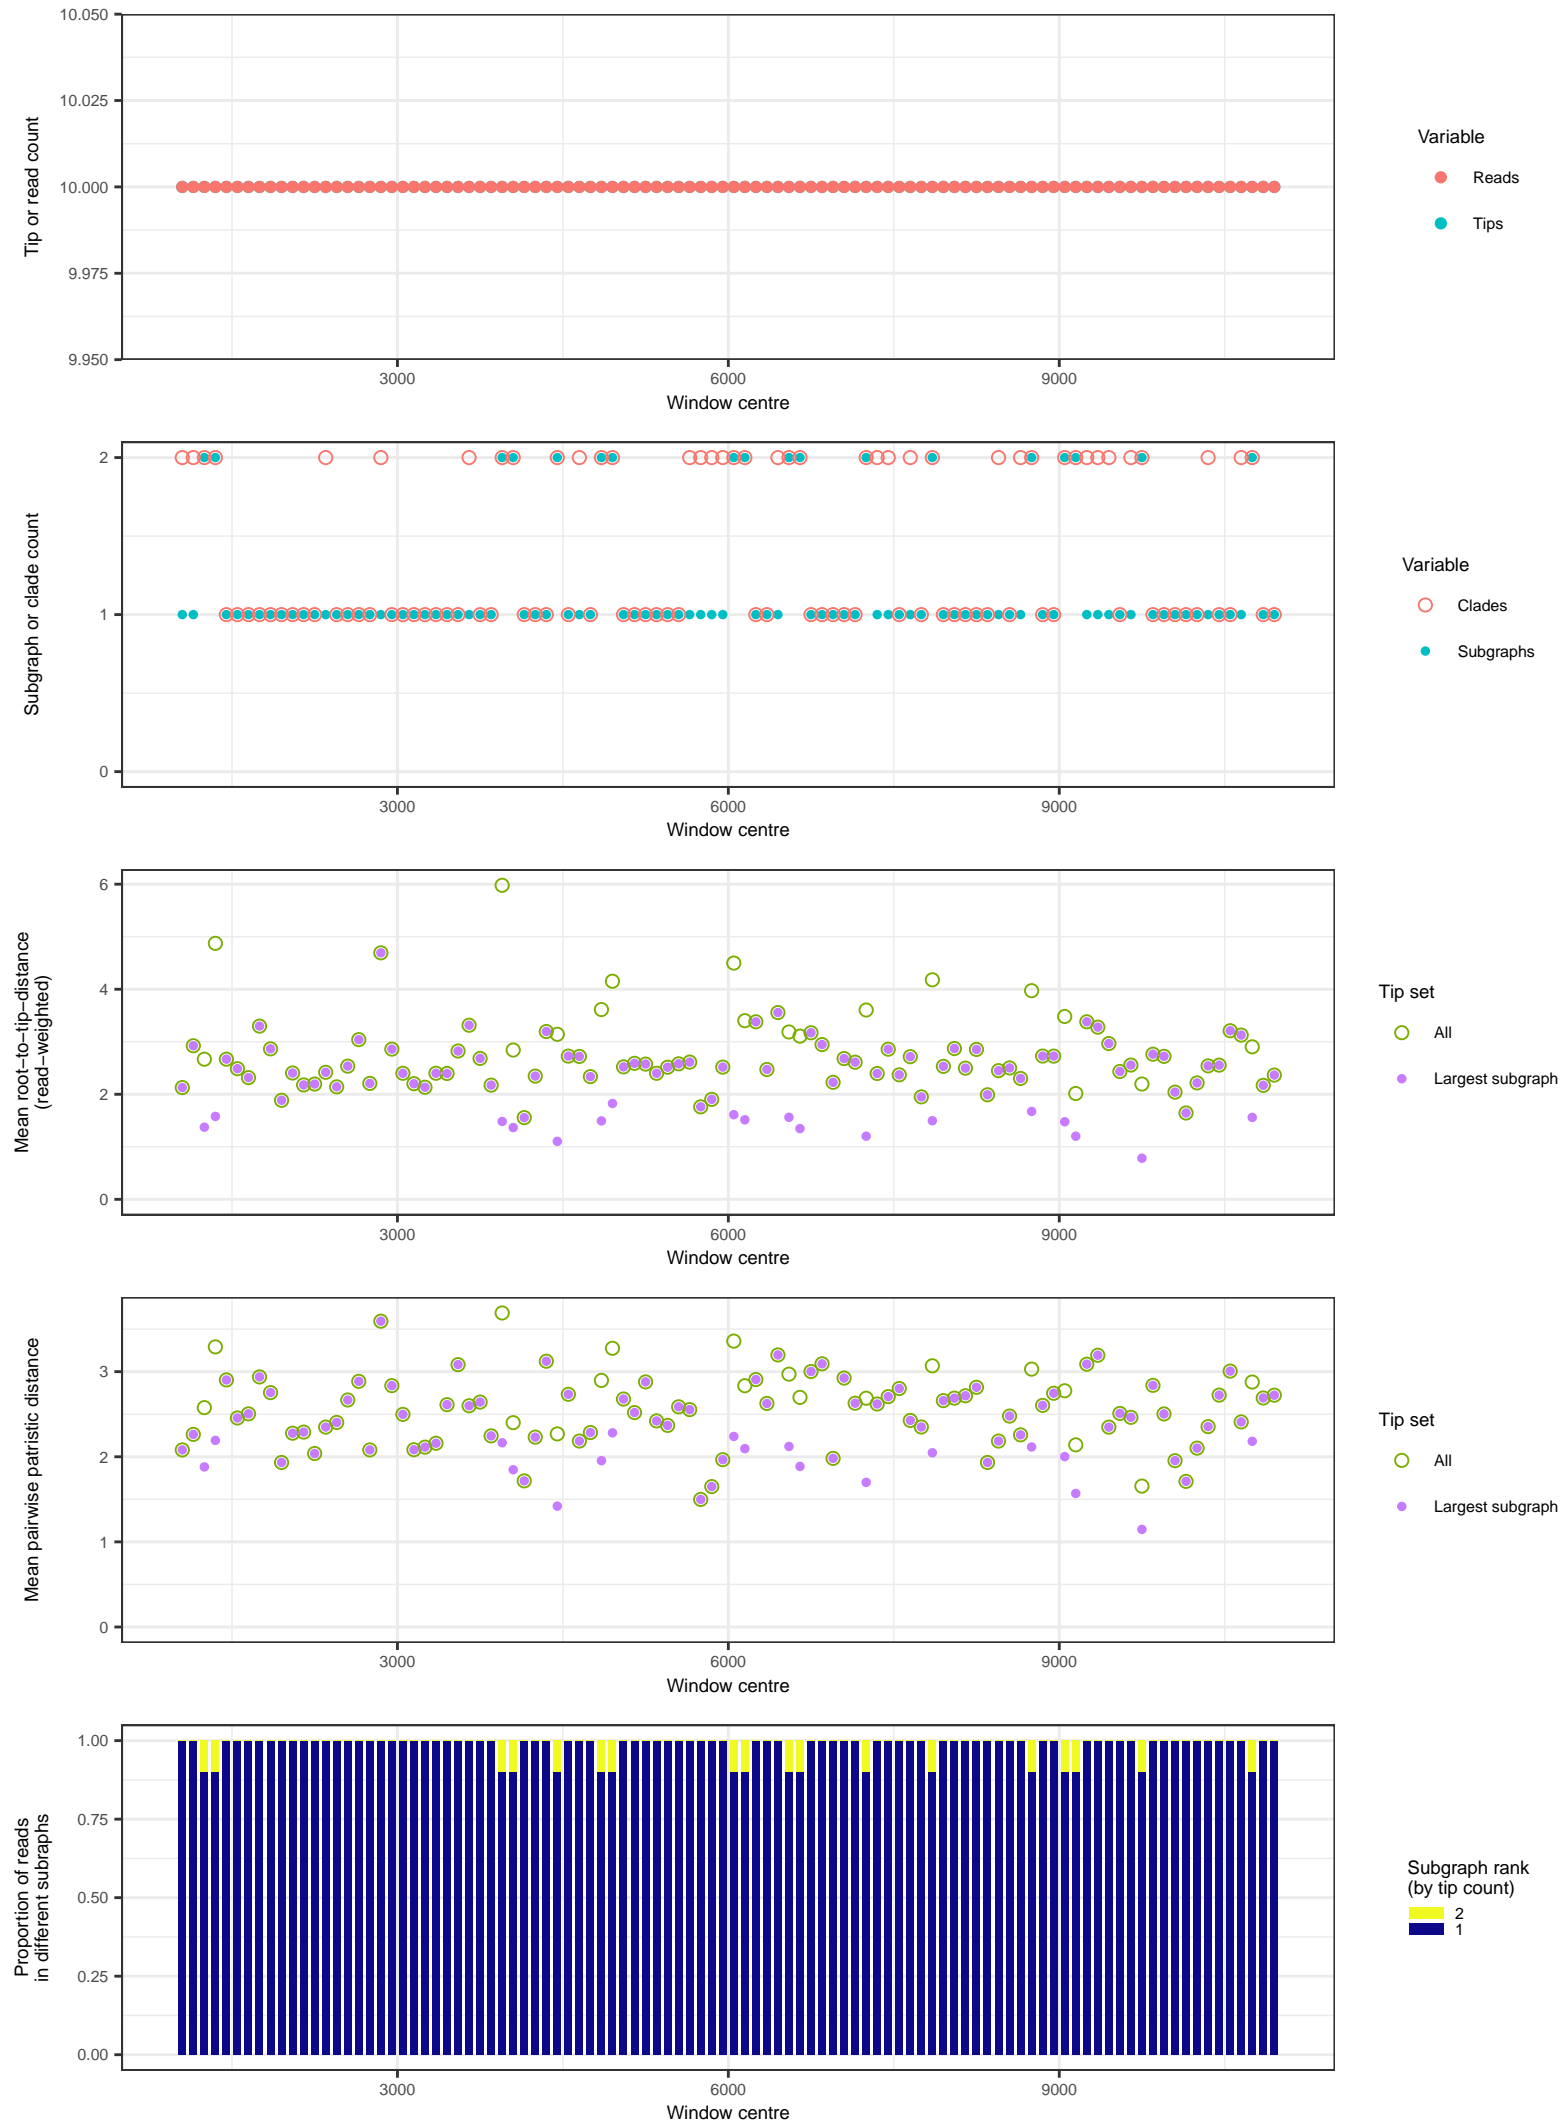 10.050
10.025
10.000
9.975
9.950
Tip or read count
3000
6000
9000
Window centre
Variable
Reads
Tips
2
1
0
Subgraph or clade count
3000
6000
9000
Window centre
Variable
Clades
Subgraphs
6
4
2
0
Mean root−to−tip−distance
(read−weighted)
3000
6000
9000
Window centre
Tip set
All
Largest subgraph
3
2
1
0
Mean pairwise patristic distance
3000
6000
9000
Window centre
Tip set
All
Largest subgraph
1.00
0.75
0.50
0.25
0.00
Proportion of reads
in different subraphs
3000
6000
9000
Window centre
Subgraph rank
(by tip count)
2
1